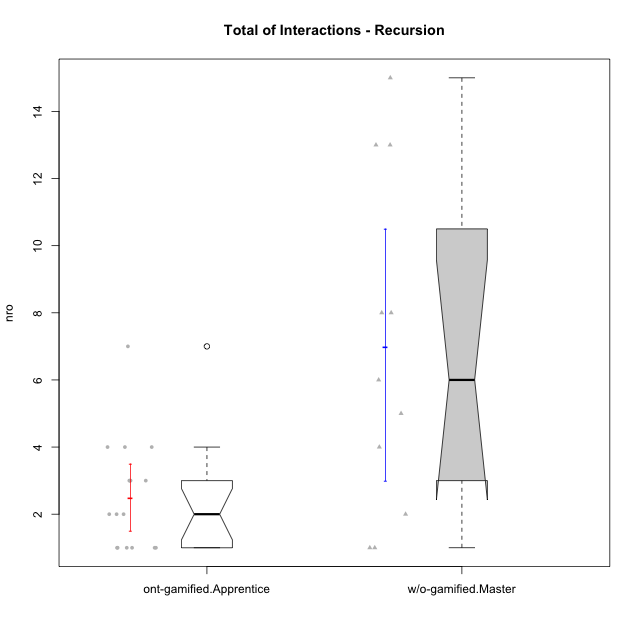 Total of Interactions - Recursion
14
12
10
8
6
4
2
nro
ont-gamified.Apprentice
w/o-gamified.Master